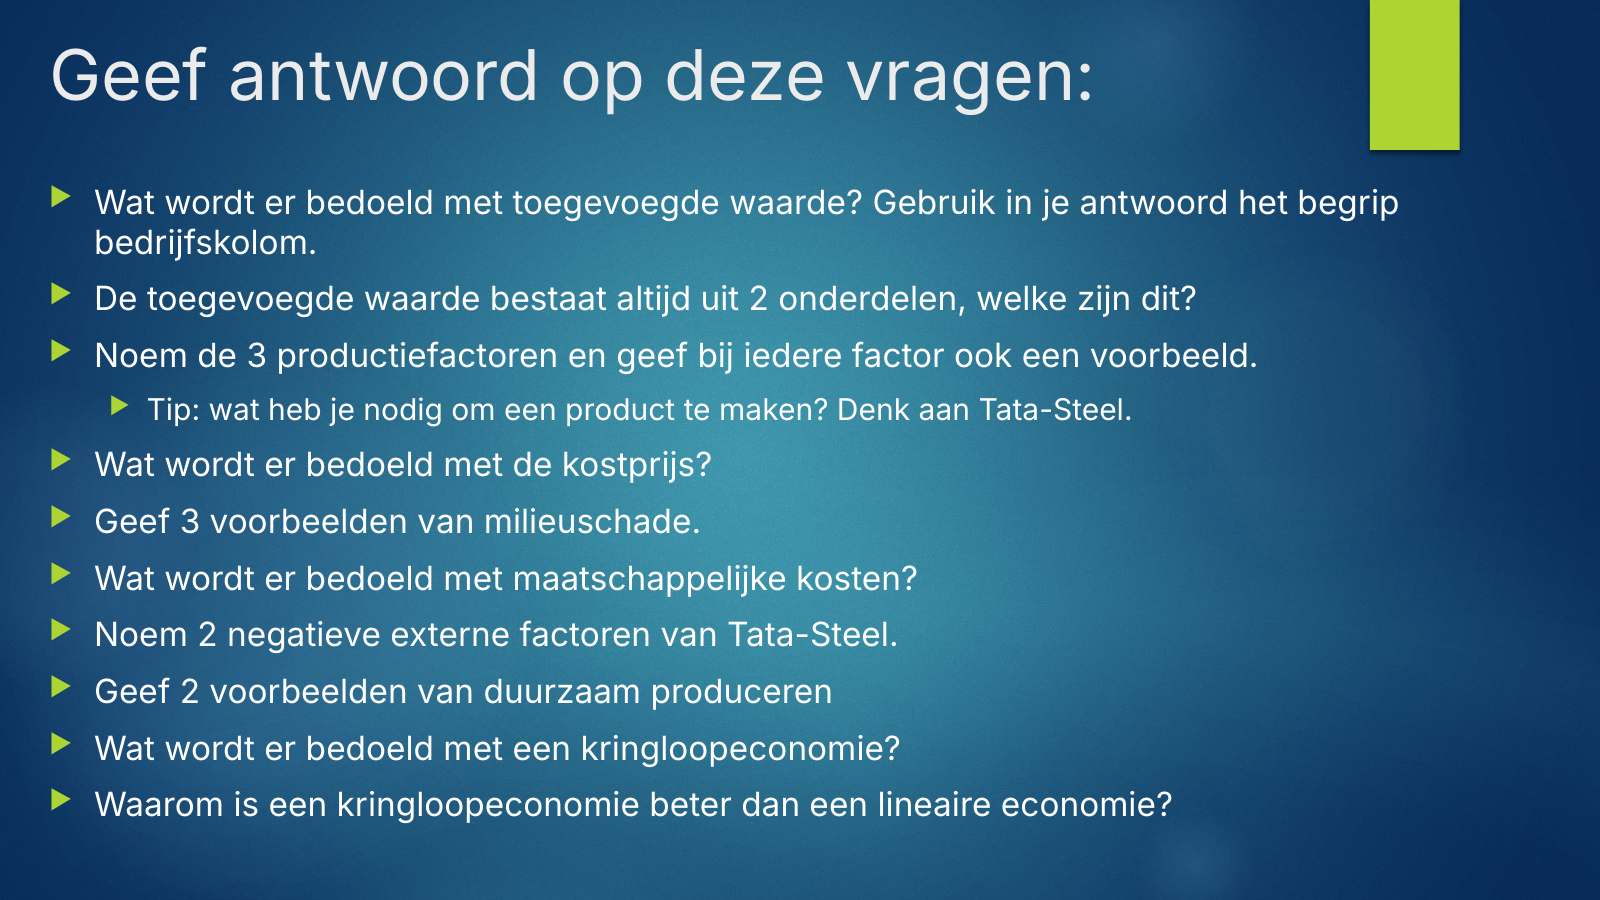 Geef antwoord op deze vragen:
Wat wordt er bedoeld met toegevoegde waarde? Gebruik in je antwoord het begrip
bedrijfskolom.
De toegevoegde waarde bestaat altijd uit 2 onderdelen, welke zijn dit?
Noem de 3 productiefactoren en geef bij iedere factor ook een voorbeeld.
Tip: wat heb je nodig om een product te maken? Denk aan Tata-Steel.
Wat wordt er bedoeld met de kostprijs?
Geef 3 voorbeelden van milieuschade.
Wat wordt er bedoeld met maatschappelijke kosten?
Noem 2 negatieve externe factoren van Tata-Steel.
Geef 2 voorbeelden van duurzaam produceren
Wat wordt er bedoeld met een kringloopeconomie?
Waarom is een kringloopeconomie beter dan een lineaire economie?